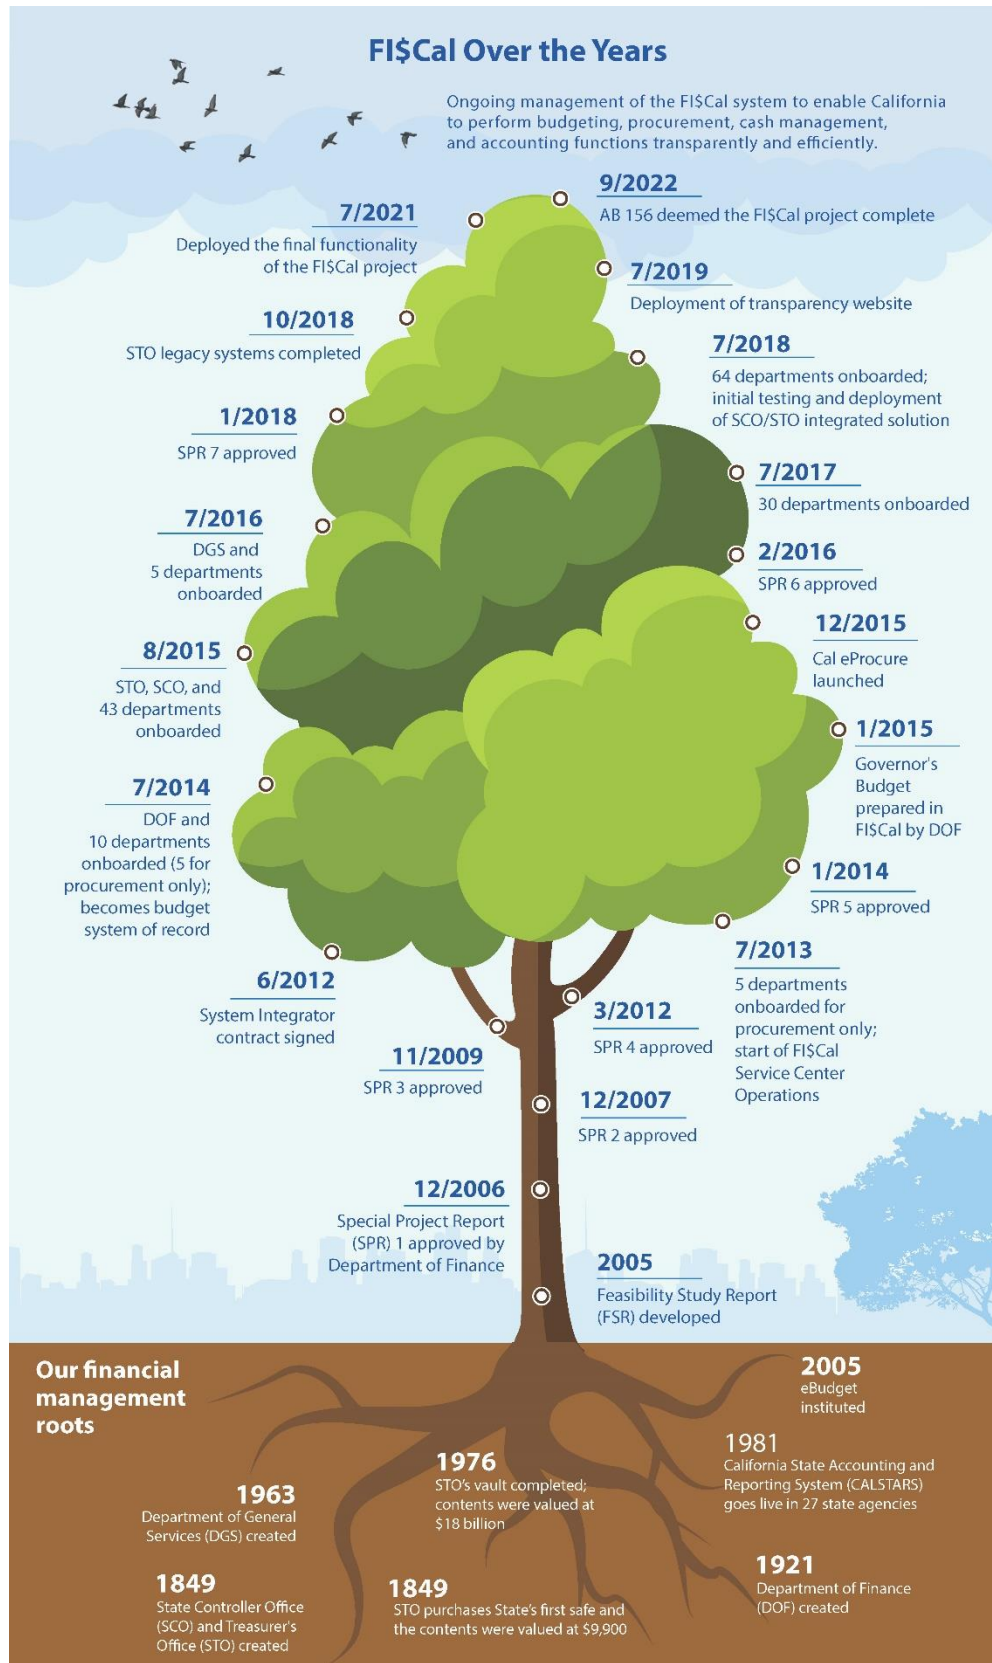 FI$Cal Over the Years
Ongoing management of the FI$Cal system to enable California
to perform budgeting, procurement, cash management,
and accounting functions transparently and efficiently.
9/2022
AB 156 deemed the FI$Cal project complete
7/2021
Deployed the final functionality
of the FI$Cal project
7/2019
Deployment of transparency website
10/2018
STO legacy systems completed
7/2018
64 departments onboarded;
initial testing and deployment
of SCO/STO integrated solution
1/2018
SPR 7 approved
7/2017
30 departments onboarded
7/2016
DGS and
5 departments
onboarded
2/2016
SPR 6 approved
12/2015
Cal eProcure
launched
8/2015
STO, SCO, and
43 departments
onboarded
1/2015
Governor's
Budget
prepared in
FI$Cal by DOF
7/2014
DOF and
10 departments
onboarded (5 for
procurement only);
becomes budget
system of record
1/2014
SPR 5 approved
7/2013
5 departments
onboarded for
procurement only;
start of FI$Cal
Service Center
Operations
6/2012
System Integrator
contract signed
3/2012
SPR 4 approved
11/2009
SPR 3 approved
12/2007
SPR 2 approved
12/2006
Special Project Report
(SPR) 1 approved by
Department of Finance
2005
Feasibility Study Report
(FSR) developed
Our financial
management
roots
2005
eBudget
instituted
1981
California State Accounting and
Reporting System (CALSTARS)
goes live in 27 state agencies
1976
STO's vault completed;
contents were valued at
$18 billion
1963
Department of General
Services (DGS) created
1921
Department of Finance
(DOF) created
1849
State Controller Office
(SCO) and Treasurer's
Office (STO) created
1849
STO purchases State's first safe and
the contents were valued at $9,900